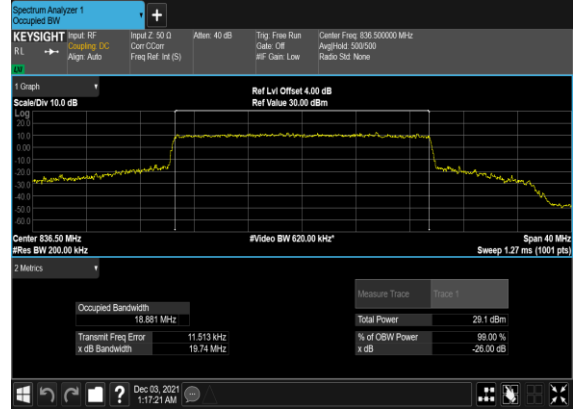 Spectrum Analyzer 1
Occupied BW
+
KEYSIGHT Input: RF Input Z: 50 Ω Atten: 40 dB Trig: Free Run Center Freq: 836.500000 MHz
RL Coupling: DC Corr CCorr Gate: Off Avg|Hold: 500/500
Align: Auto Freq Ref: Int (S) #IF Gain: Low Radio Std: None
LM
1 Graph
Ref Lvl Offset 4.00 dB
Scale/Div 10.0 dB Ref Value 30.00 dBm
Log
20.0
10.0
0.00
-10.0
-20.0
-30.0
-40.0
-50.0
-60.0
Center 836.50 MHz #Video BW 620.00 kHz* Span 40 MHz
#Res BW 200.00 kHz Sweep 1.27 ms (1001 pts)
2 Metrics
Measure Trace Trace 1
Occupied Bandwidth
18.881 MHz Total Power 29.1 dBm
Transmit Freq Error 11.513 kHz % of OBW Power 99.00 %
x dB Bandwidth 19.74 MHz x dB -26.00 dB
? Dec 03, 2021
1:17:21 AM